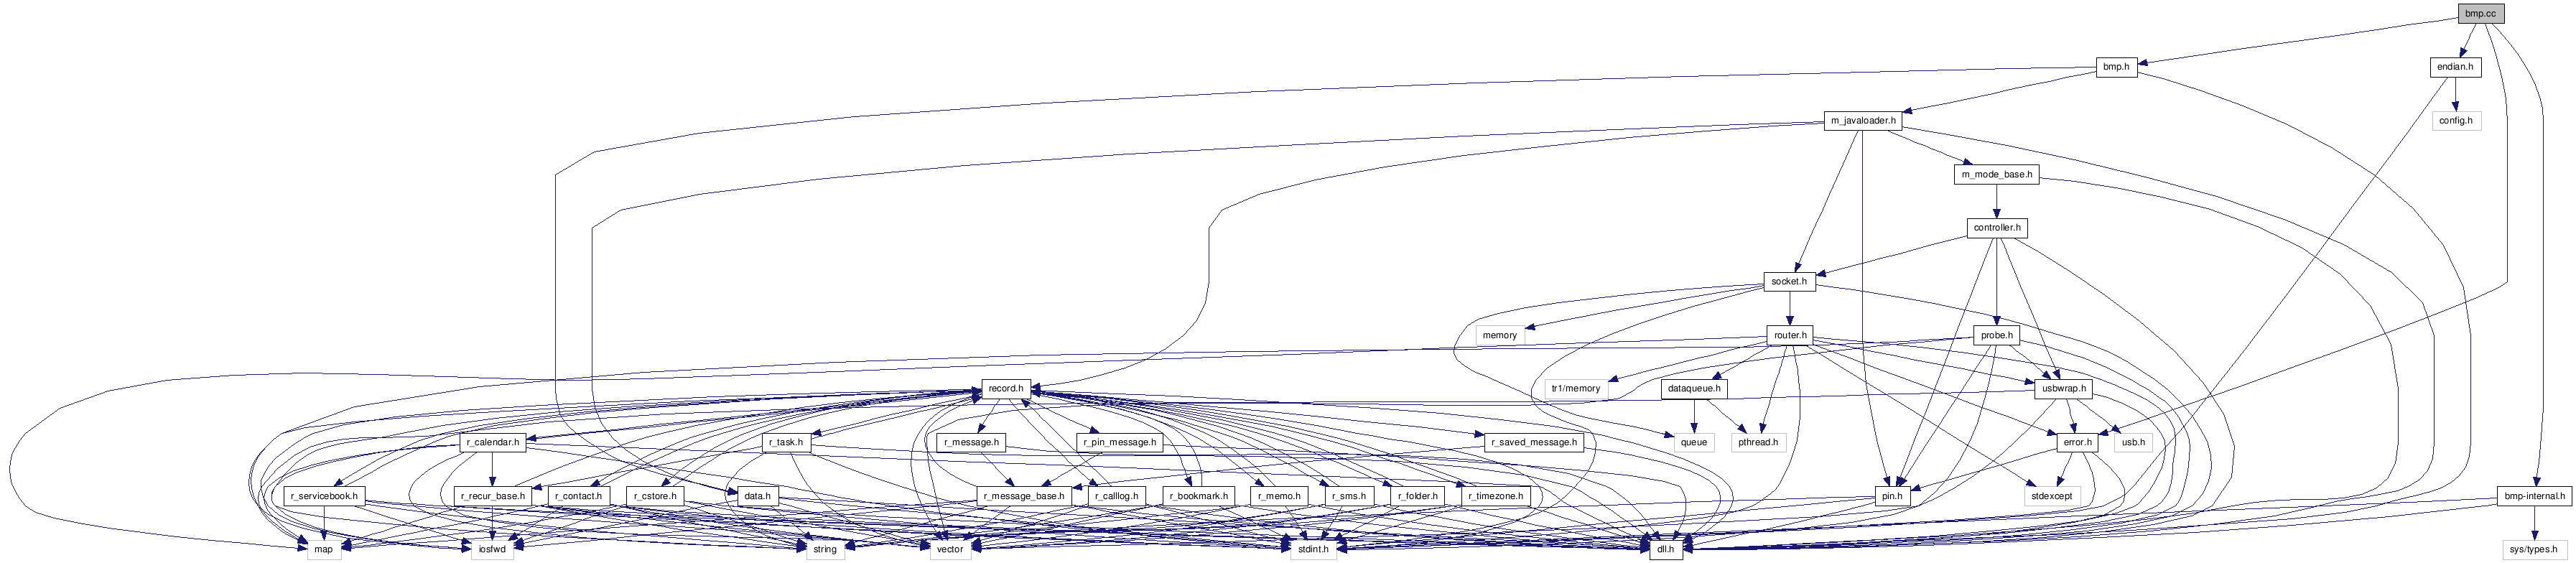 bmp.cc
bmp.h
endian.h
m_javaloader.h
config.h
m_mode_base.h
controller.h
socket.h
memory
router.h
probe.h
record.h
tr1/memory
dataqueue.h
usbwrap.h
r_calendar.h
r_task.h
r_message.h
r_pin_message.h
r_saved_message.h
queue
pthread.h
error.h
usb.h
r_servicebook.h
r_recur_base.h
r_contact.h
r_cstore.h
data.h
r_message_base.h
r_calllog.h
r_bookmark.h
r_memo.h
r_sms.h
r_folder.h
r_timezone.h
pin.h
stdexcept
bmp-internal.h
map
iosfwd
string
vector
stdint.h
dll.h
sys/types.h